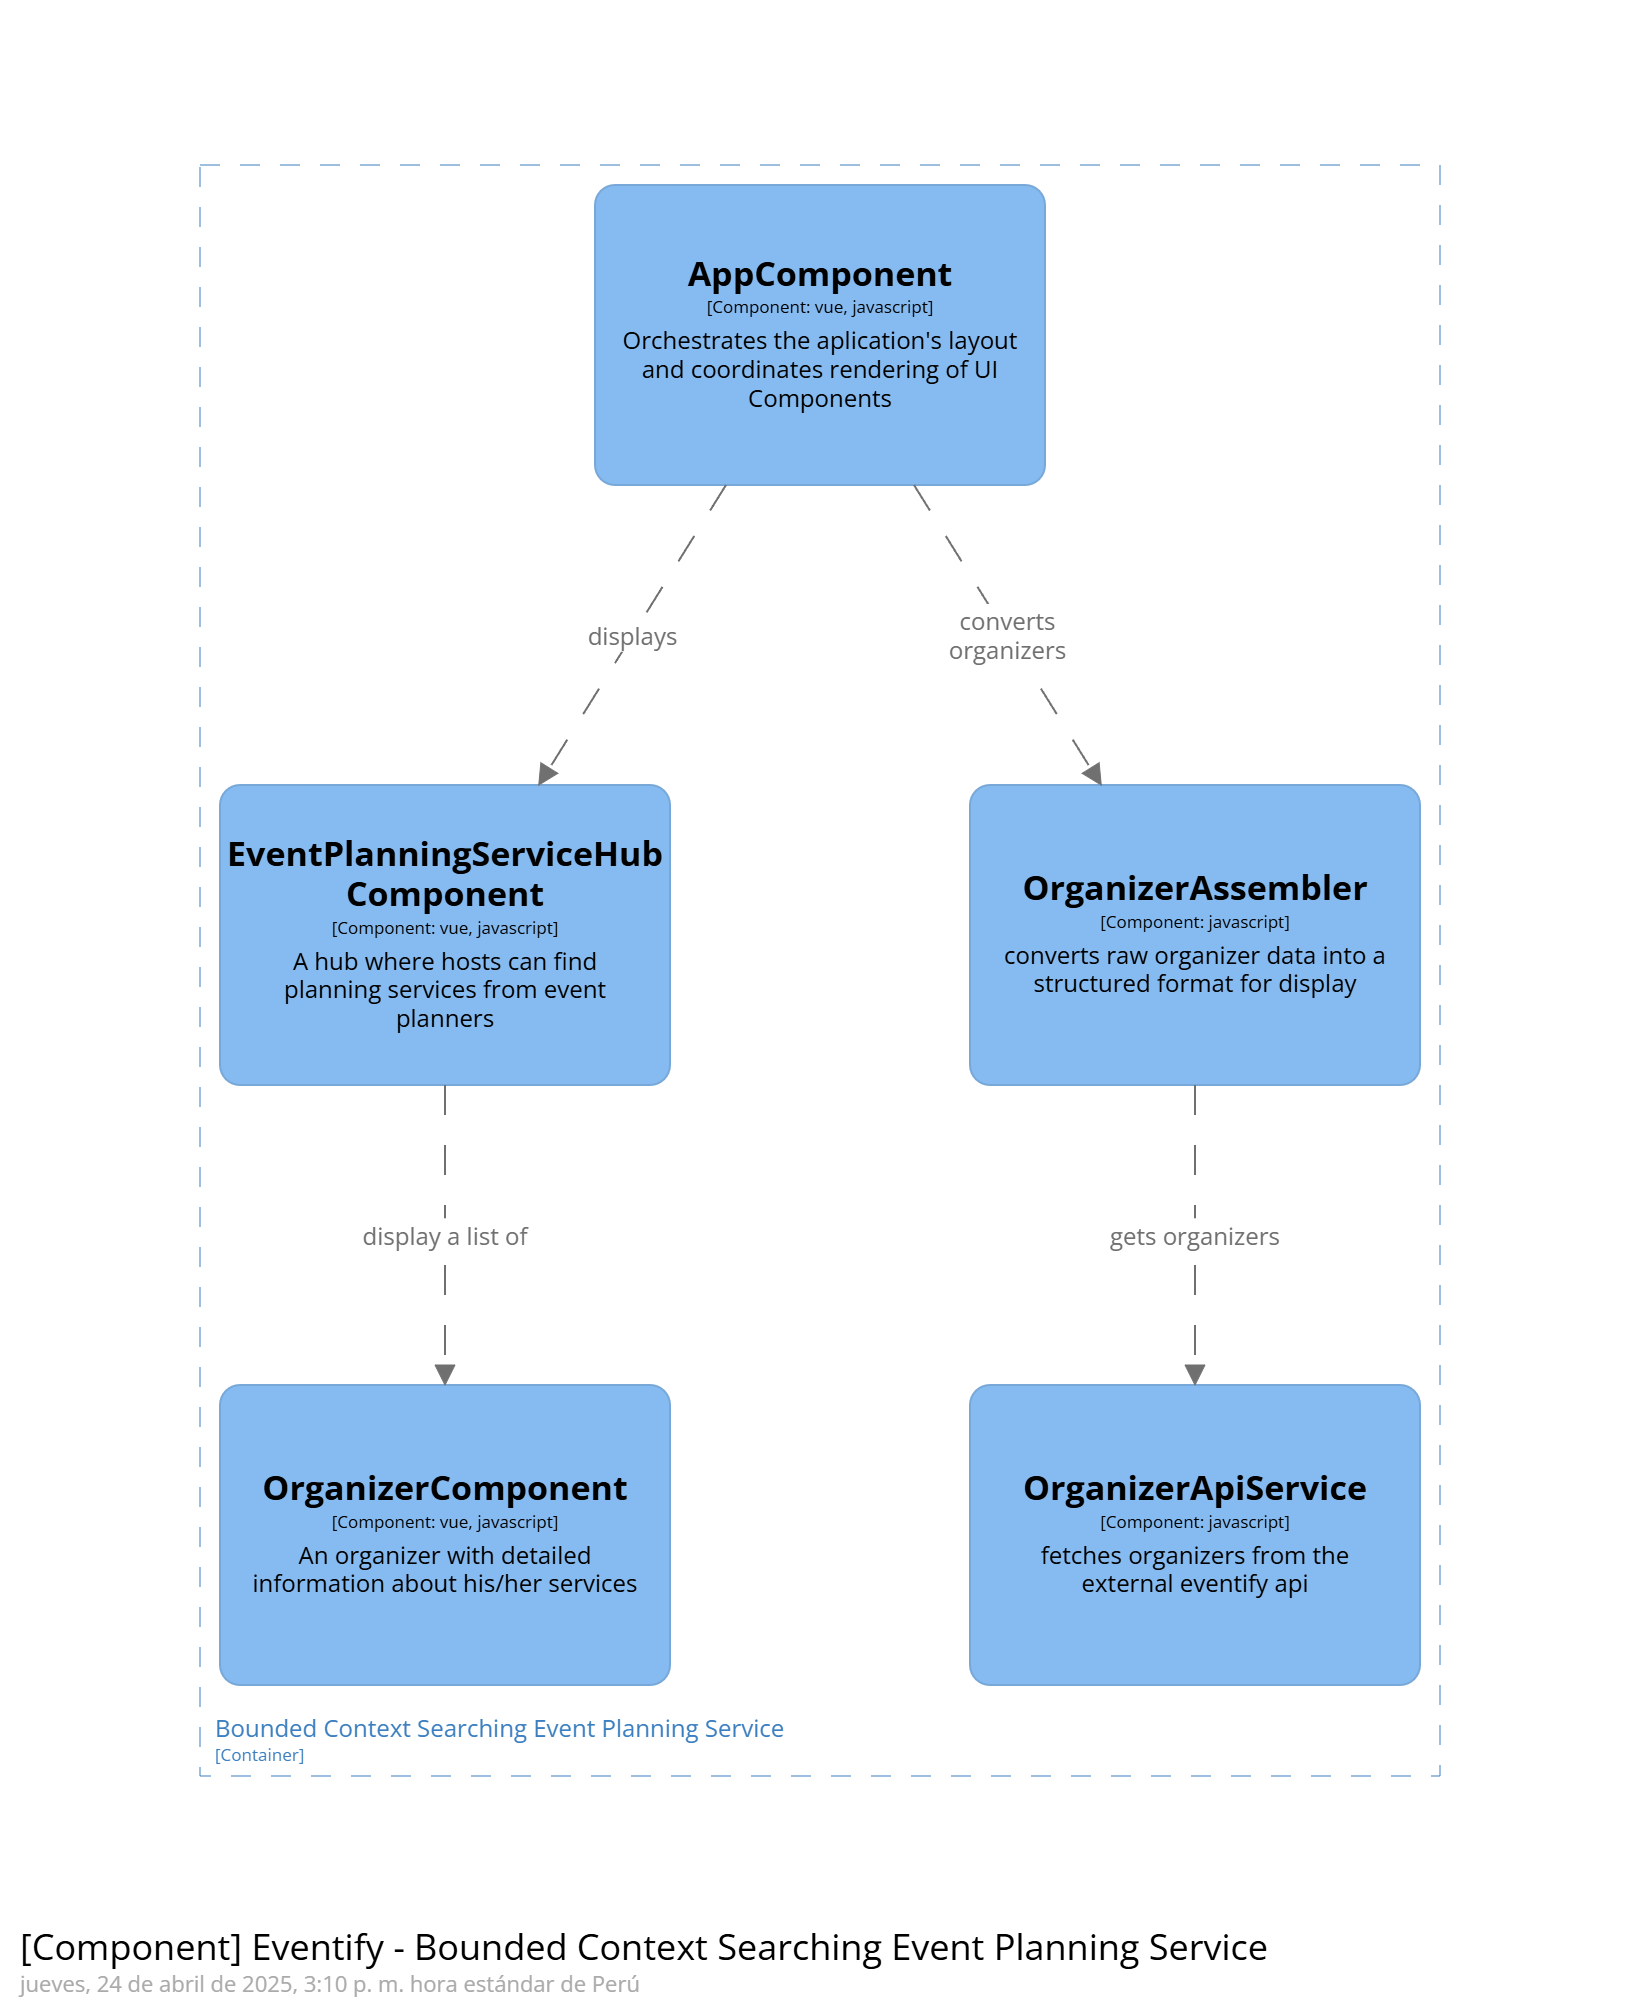 AppComponent
[Component: vue, javascript]
Orchestrates the aplication's layout
and coordinates rendering of UI
Components
displays
converts
organizers
EventPlanningServiceHub
Component
[Component: vue, javascript]
A hub where hosts can find
planning services from event
planners
OrganizerAssembler
[Component: javascript]
converts raw organizer data into a
structured format for display
display a list of
gets organizers
OrganizerComponent
[Component: vue, javascript]
An organizer with detailed
information about his/her services
OrganizerApiService
[Component: javascript]
fetches organizers from the
external eventify api
Bounded Context Searching Event Planning Service
[Container]
[Component] Eventify - Bounded Context Searching Event Planning Service
jueves, 24 de abril de 2025, 3:10 p. m. hora estándar de Perú